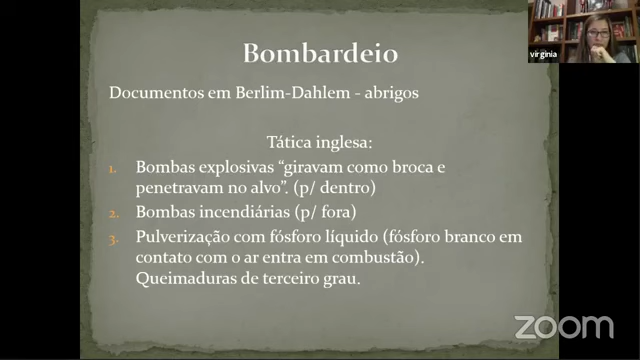 Bombardeio
virginia
Documentos em Berlim-Dahlem - abrigos
Tática inglesa:
1. Bombas explosivas “giravam como broca e
penetravam no alvo”. (p/ dentro)
2. Bombas incendiárias (p/ fora)
3. Pulverização com fósforo líquido (fósforo branco em
contato com o ar entra em combustão).
Queimaduras de terceiro grau.
zoom